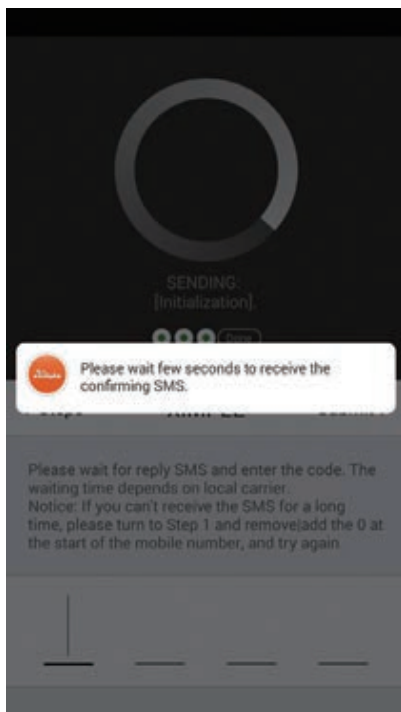 SENDING:
[Initialization].
Done
Please wait few seconds to receive the
confirming SMS.
Please wait for reply SMS and enter the code. The
waiting time depends on local carrier.
Notice: If you can't receive the SMS for a long
time, please turn to Step 1 and remove|add the 0 at
the start of the mobile number, and try again